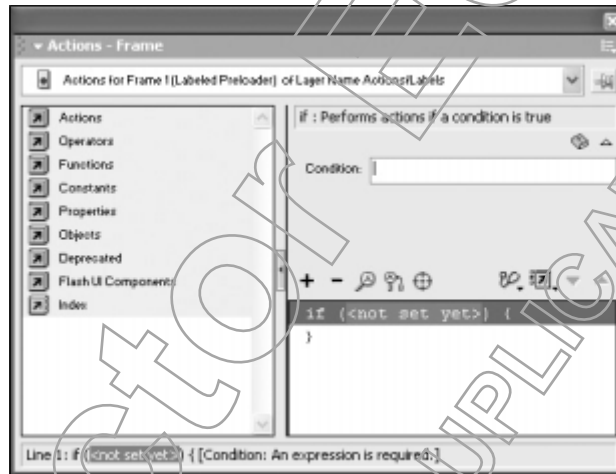 Actions - Frame
Actions for Frame 1 (Labeled Preloader) of Layer Name Actions/Labels
Actions
Operators
Functions
Constants
Properties
Objects
Deprecated
Flash UI Components
Index
if : Performs actions if a condition is true
Condition:
if (<not set yet>) {
}
Line 1: if (<not set yet>) { [Condition: An expression is required.]